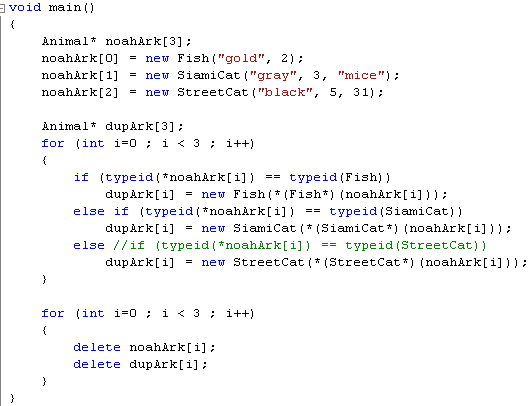 void main()
{
    Animal* noahArk[3];
    noahArk[0] = new Fish("gold", 2);
    noahArk[1] = new SiamiCat("gray", 3, "mice");
    noahArk[2] = new StreetCat("black", 5, 31);

    Animal* dupArk[3];
    for (int i=0 ; i < 3 ; i++)
    {
        if (typeid(*noahArk[i]) == typeid(Fish))
            dupArk[i] = new Fish(*(Fish*)(noahArk[i]));
        else if (typeid(*noahArk[i]) == typeid(SiamiCat))
            dupArk[i] = new SiamiCat(*(SiamiCat*)(noahArk[i]));
        else //if (typeid(*noahArk[i]) == typeid(StreetCat))
            dupArk[i] = new StreetCat(*(StreetCat*)(noahArk[i]));
    }

    for (int i=0 ; i < 3 ; i++)
    {
        delete noahArk[i];
        delete dupArk[i];
    }
}